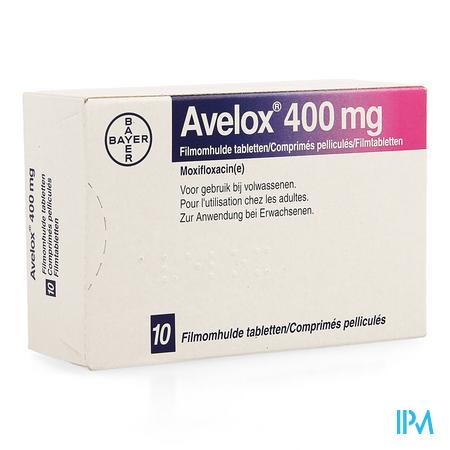 BAYER
BAYER
Avelox® 400 mg
Filmomhulde tabletten/Comprimés pelliculés/Filmtabletten
Moxifloxacin(e)
Voor gebruik bij volwassenen.
Pour l'utilisation chez les adultes.
Zur Anwendung bei Erwachsenen.
10 Filmomhulde tabletten/Comprimés pelliculés
Avelox® 400 mg
Filmomhulde tabletten
Comprimés pelliculés
10 Filmtabletten
IPM